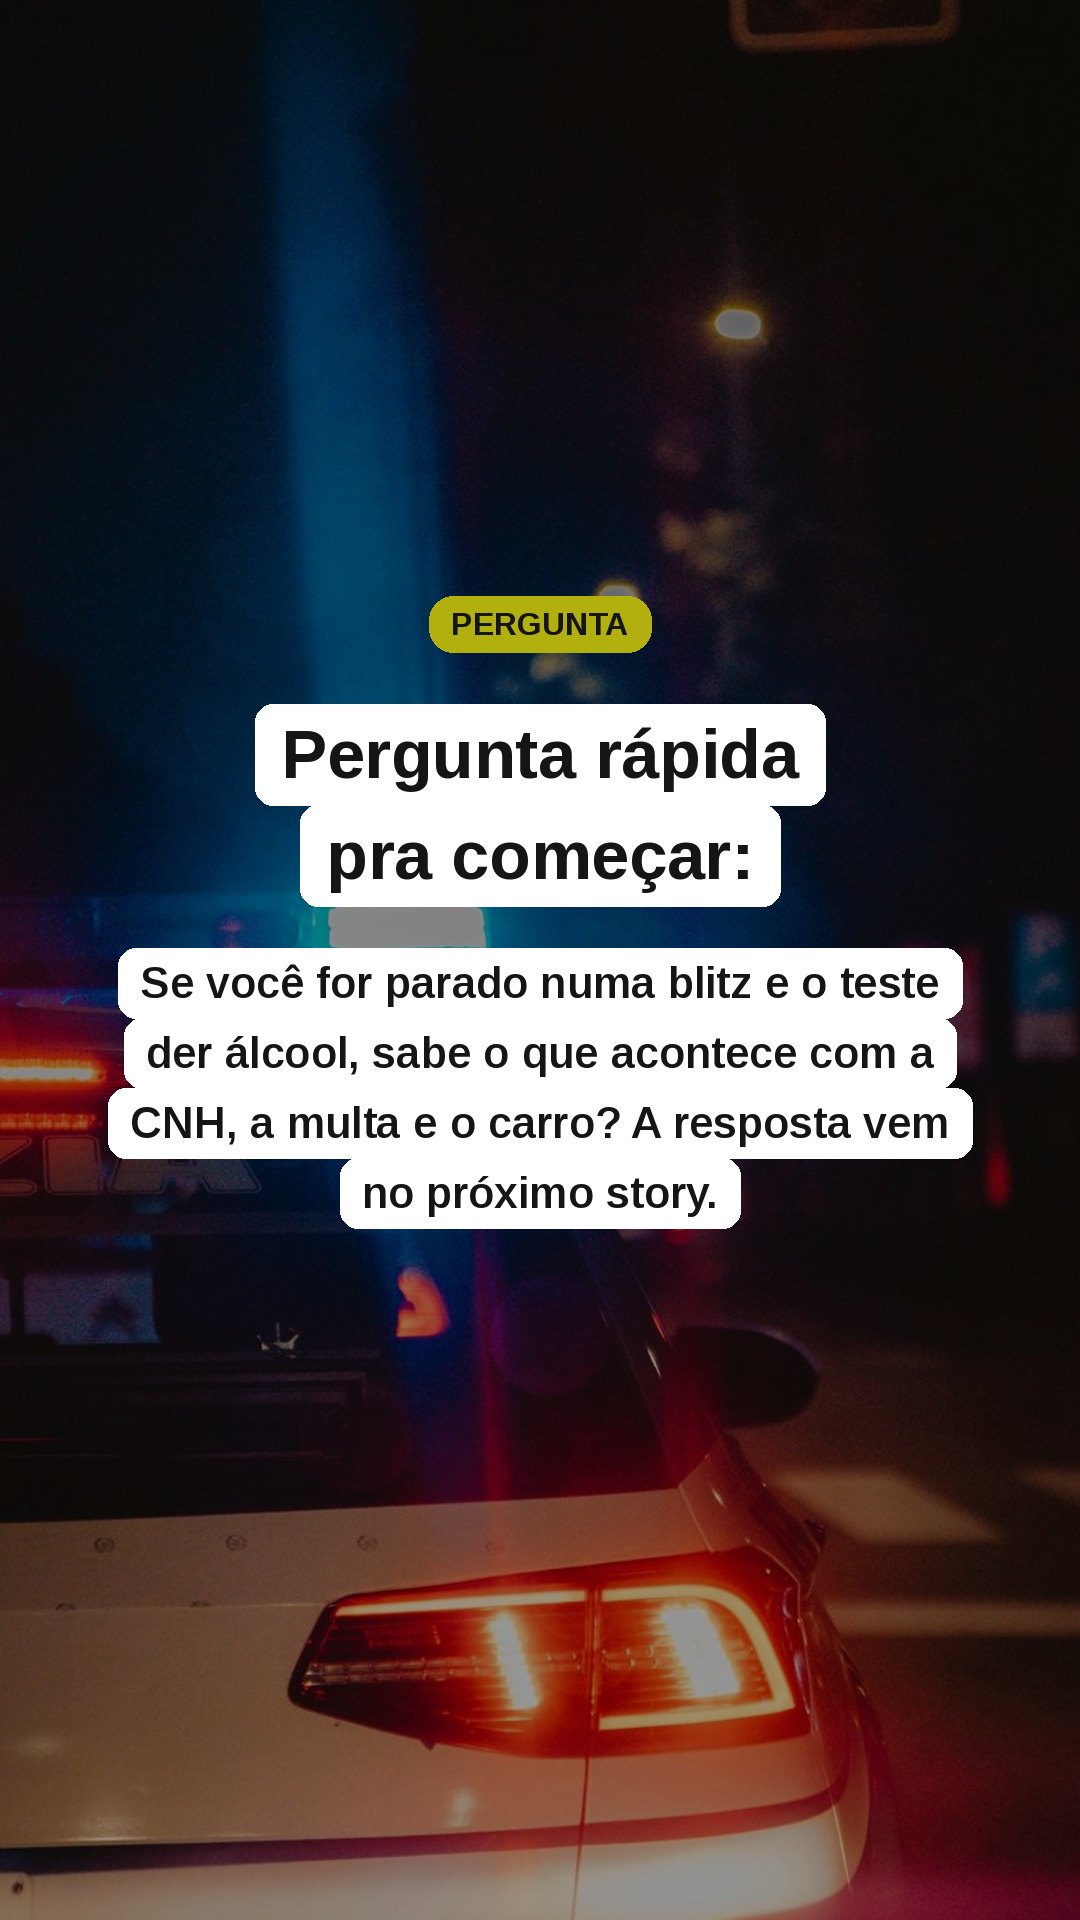 PERGUNTA
Pergunta rápida
pra começar:
Se você for parado numa blitz e o teste
der álcool, sabe o que acontece com a
CNH, a multa e o carro? A resposta vem
no próximo story.
ZIA